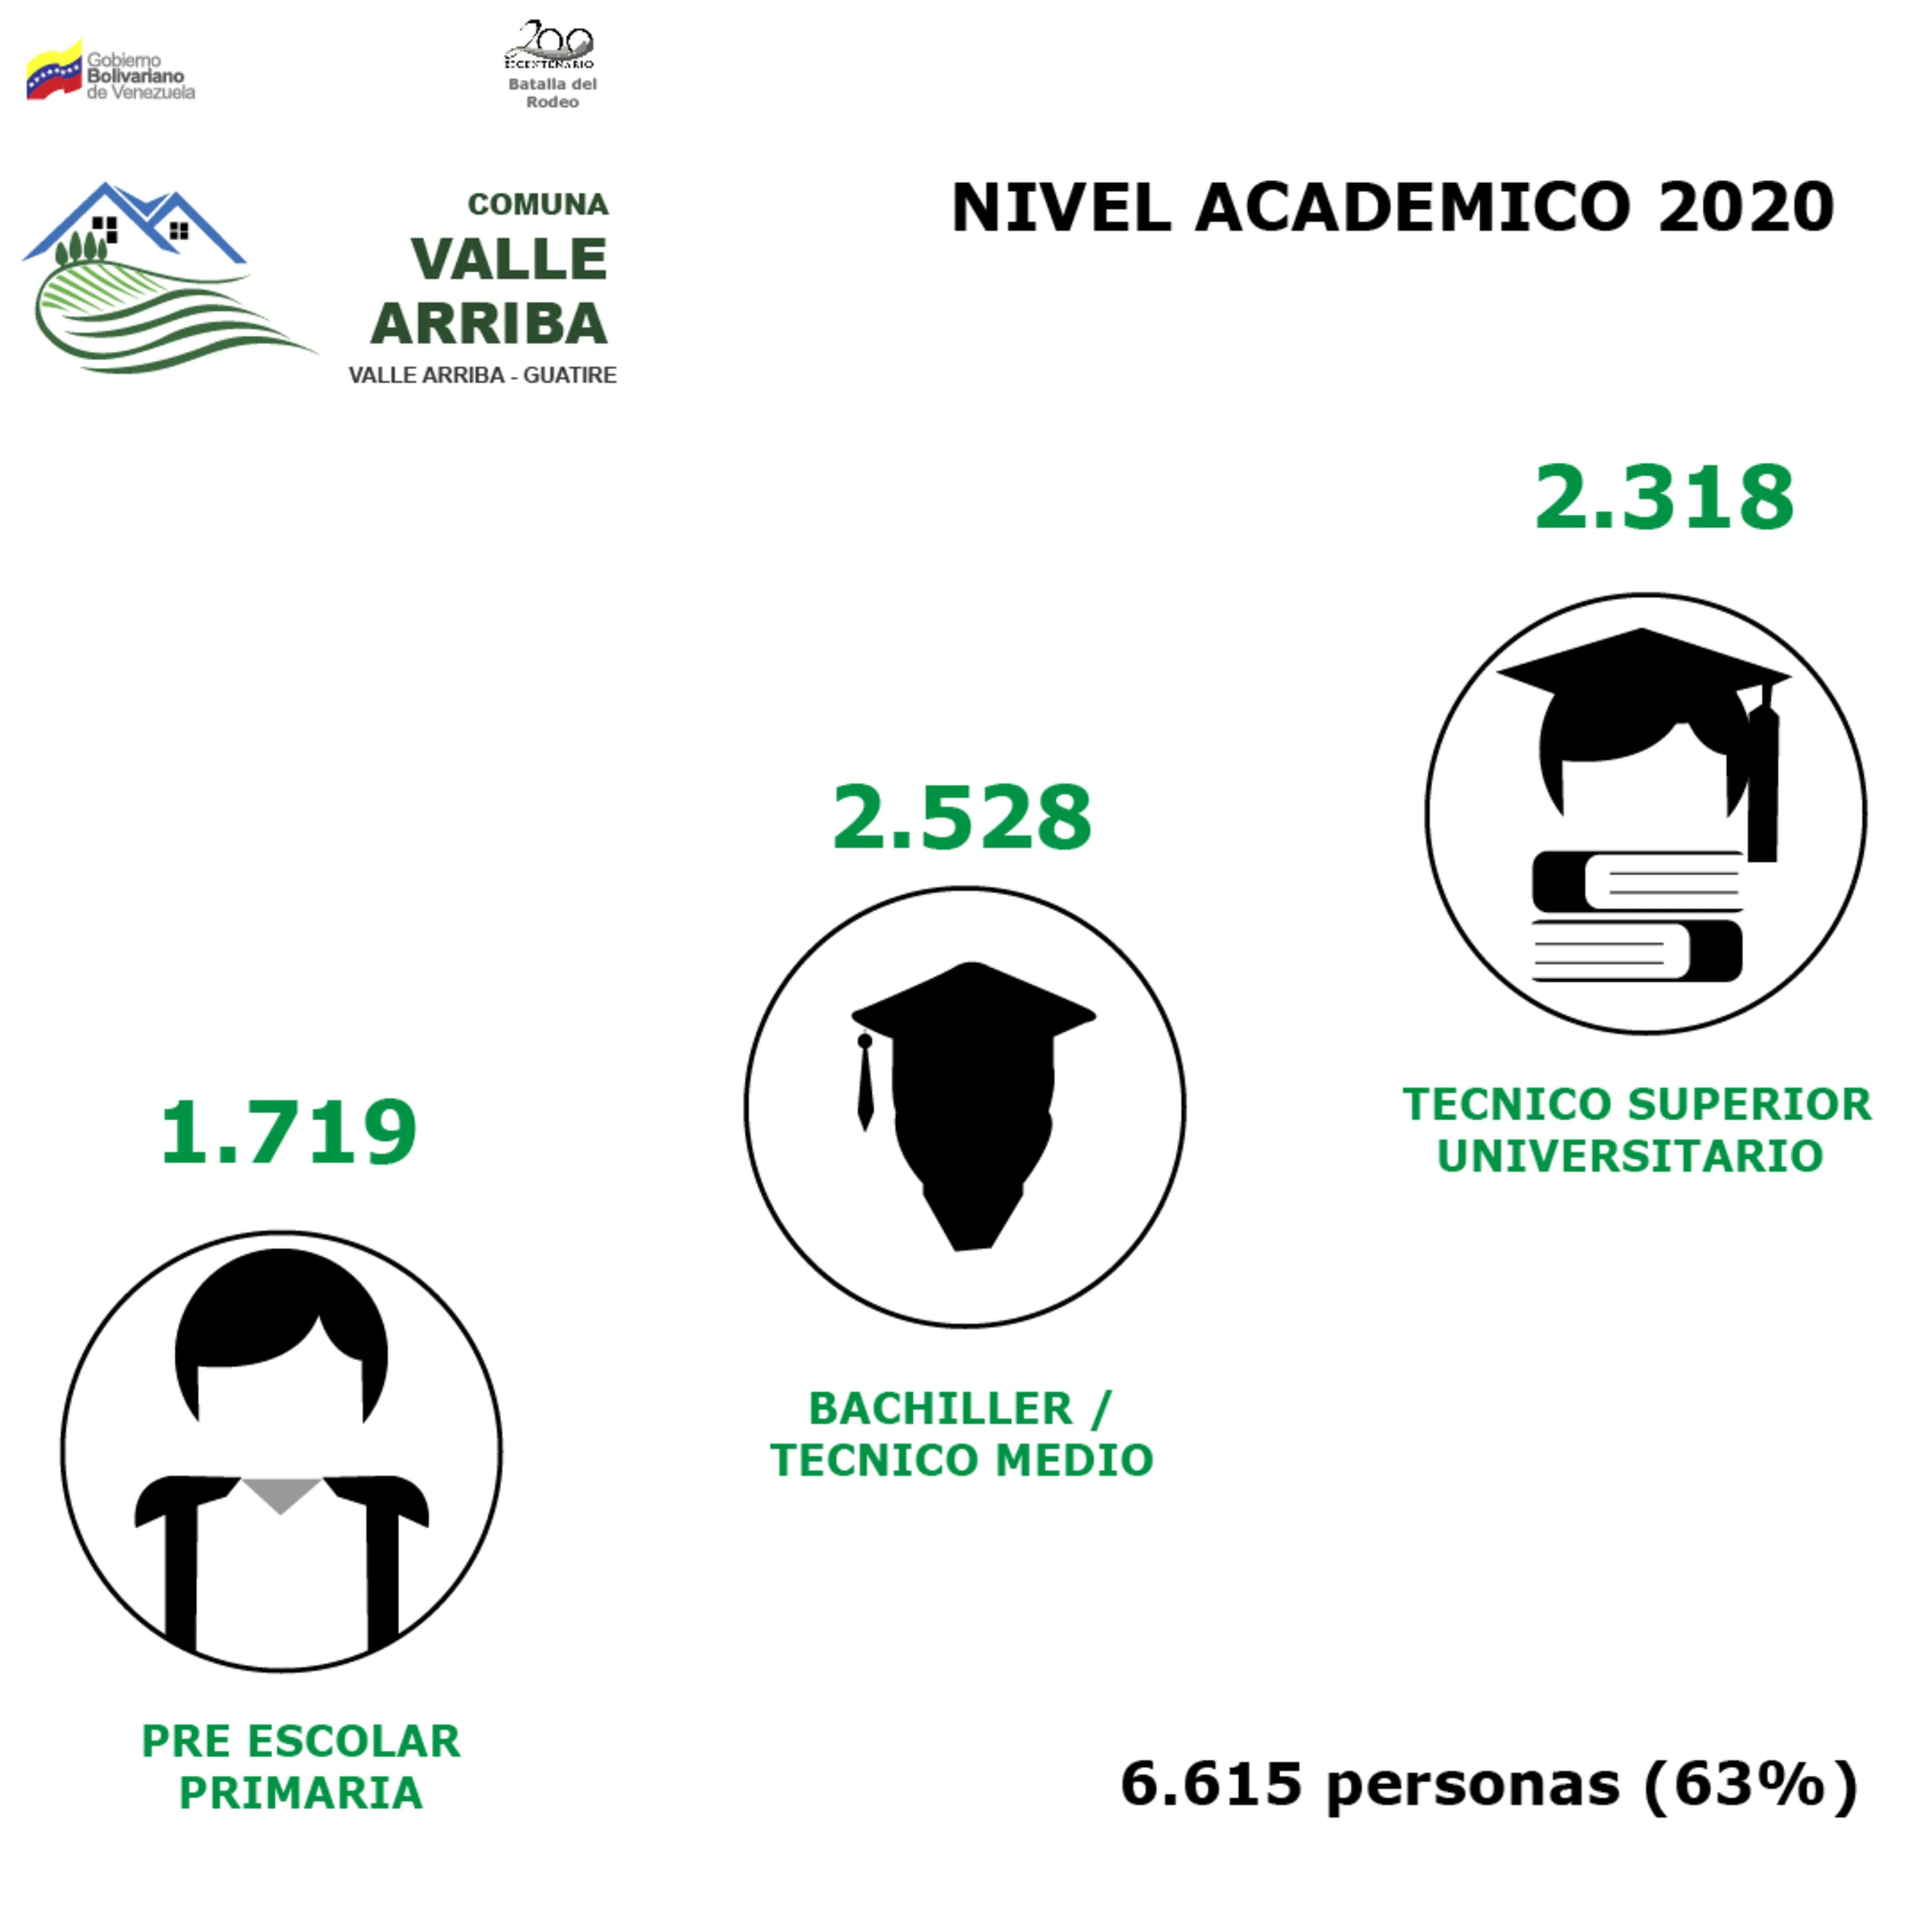 Gobierno
Bolivariano
de Venezuela
200
BICENTENARIO
Batalla del
Rodeo
COMUNA
VALLE
ARRIBA
VALLE ARRIBA - GUATIRE
NIVEL ACADEMICO 2020
2.318
TECNICO SUPERIOR
UNIVERSITARIO
2.528
BACHILLER /
TECNICO MEDIO
1.719
PRE ESCOLAR
PRIMARIA
6.615 personas (63%)